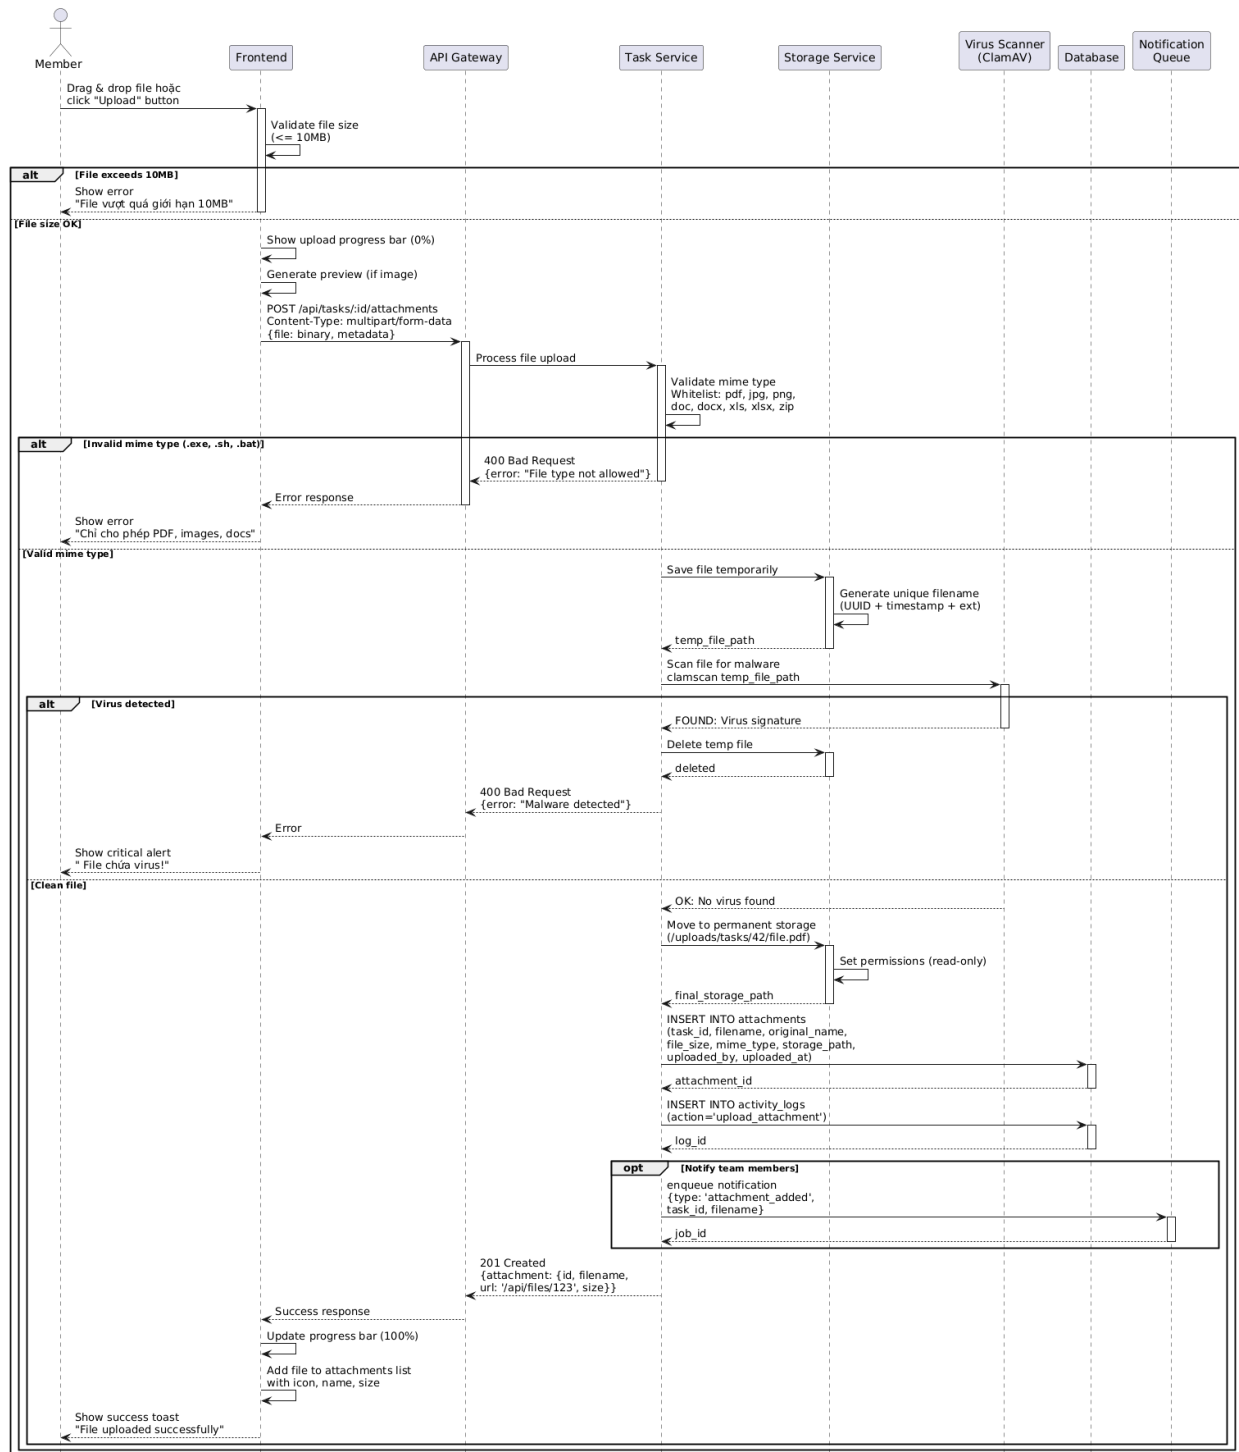 Member
Frontend
API Gateway
Task Service
Storage Service
Virus Scanner
(ClamAV)
Database
Notification
Queue
Drag & drop file hoặc
click "Upload" button
Validate file size
(<= 10MB)
alt
[File exceeds 10MB]
Show error
"File vượt quá giới hạn 10MB"
[File size OK]
Show upload progress bar (0%)
Generate preview (if image)
POST /api/tasks/:id/attachments
Content-Type: multipart/form-data
{file: binary, metadata}
Process file upload
Validate mime type
Whitelist: pdf, jpg, png,
doc, docx, xls, xlsx, zip
alt
[Invalid mime type (.exe, .sh, .bat)]
400 Bad Request
{error: "File type not allowed"}
Error response
Show error
"Chỉ cho phép PDF, images, docs"
[Valid mime type]
Save file temporarily
Generate unique filename
(UUID + timestamp + ext)
temp_file_path
Scan file for malware
clamscan temp_file_path
alt
[Virus detected]
FOUND: Virus signature
Delete temp file
deleted
400 Bad Request
{error: "Malware detected"}
Error
Show critical alert
" File chứa virus!"
[Clean file]
OK: No virus found
Move to permanent storage
(/uploads/tasks/42/file.pdf)
Set permissions (read-only)
final_storage_path
INSERT INTO attachments
(task_id, filename, original_name,
file_size, mime_type, storage_path,
uploaded_by, uploaded_at)
attachment_id
INSERT INTO activity_logs
(action='upload_attachment')
log_id
opt
[Notify team members]
enqueue notification
{type: 'attachment_added',
task_id, filename}
job_id
201 Created
{attachment: {id, filename,
url: '/api/files/123', size}}
Success response
Update progress bar (100%)
Add file to attachments list
with icon, name, size
Show success toast
"File uploaded successfully"